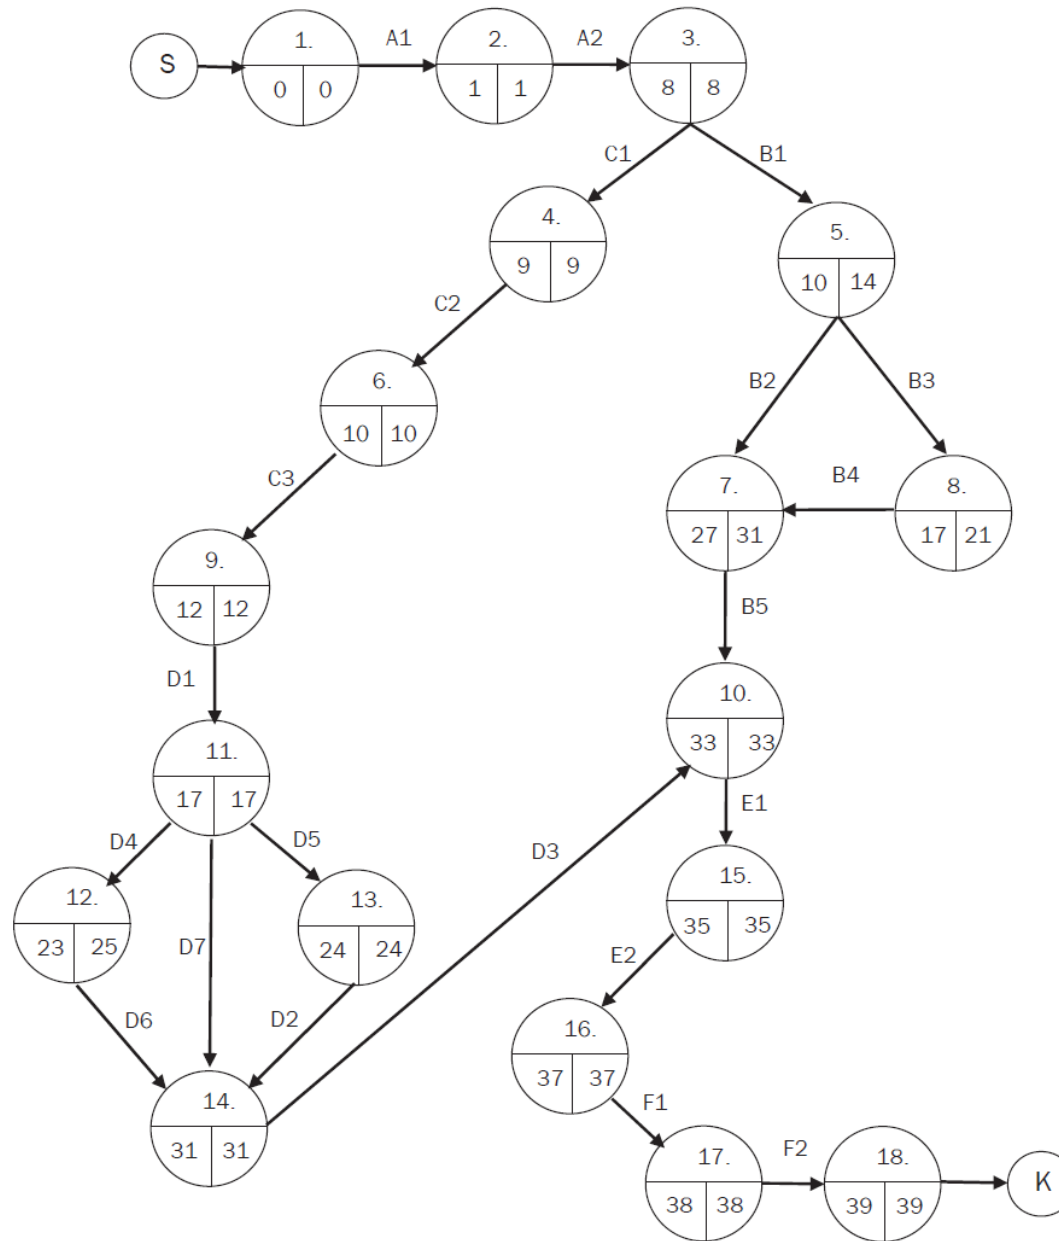 S
1.
0 0
A1
2.
1 1
A2
3.
8 8
C1
B1
4.
9 9
5.
10 14
C2
B2
B3
6.
10 10
C3
7.
27 31
B4
8.
17 21
9.
12 12
B5
D1
10.
33 33
11.
17 17
E1
D4
D5
D3
12.
23 25
D7
13.
24 24
15.
35 35
E2
D6
D2
16.
37 37
14.
31 31
F1
17.
38 38
F2
18.
39 39
K